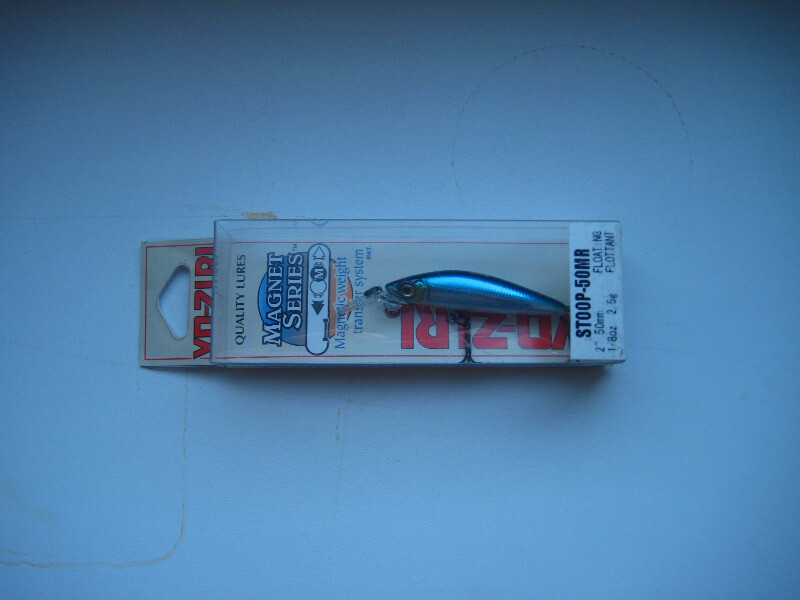 YO-ZURI
QUALITY LURES
MAGNET
SERIES™
M
Magnetic weight
transfer system
PAT.
YO-ZURI
STOOP-50MR
2" 50mm FLOATING
1/8oz 2.5g FLOTTANT